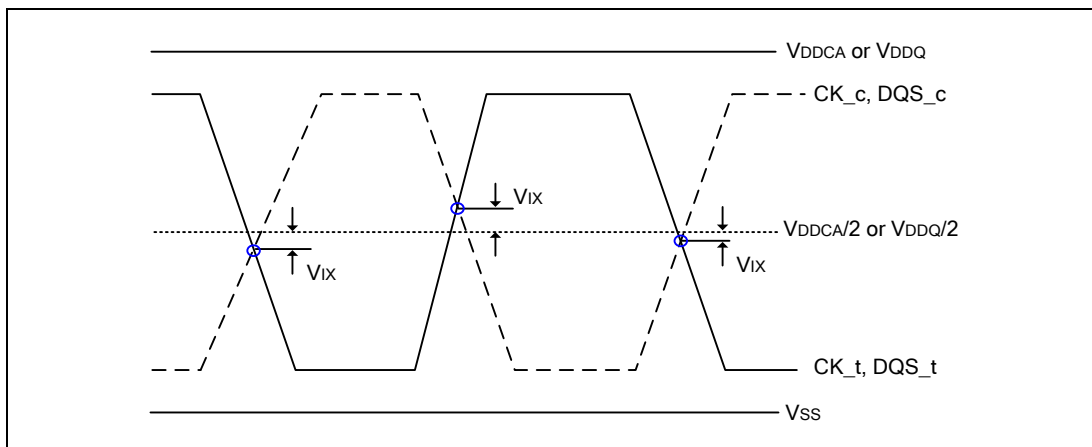 VDDCA or VDDQ
CK_c, DQS_c
VIX
VDDCA/2 or VDDQ/2
VIX
VIX
CK_t, DQS_t
VSS